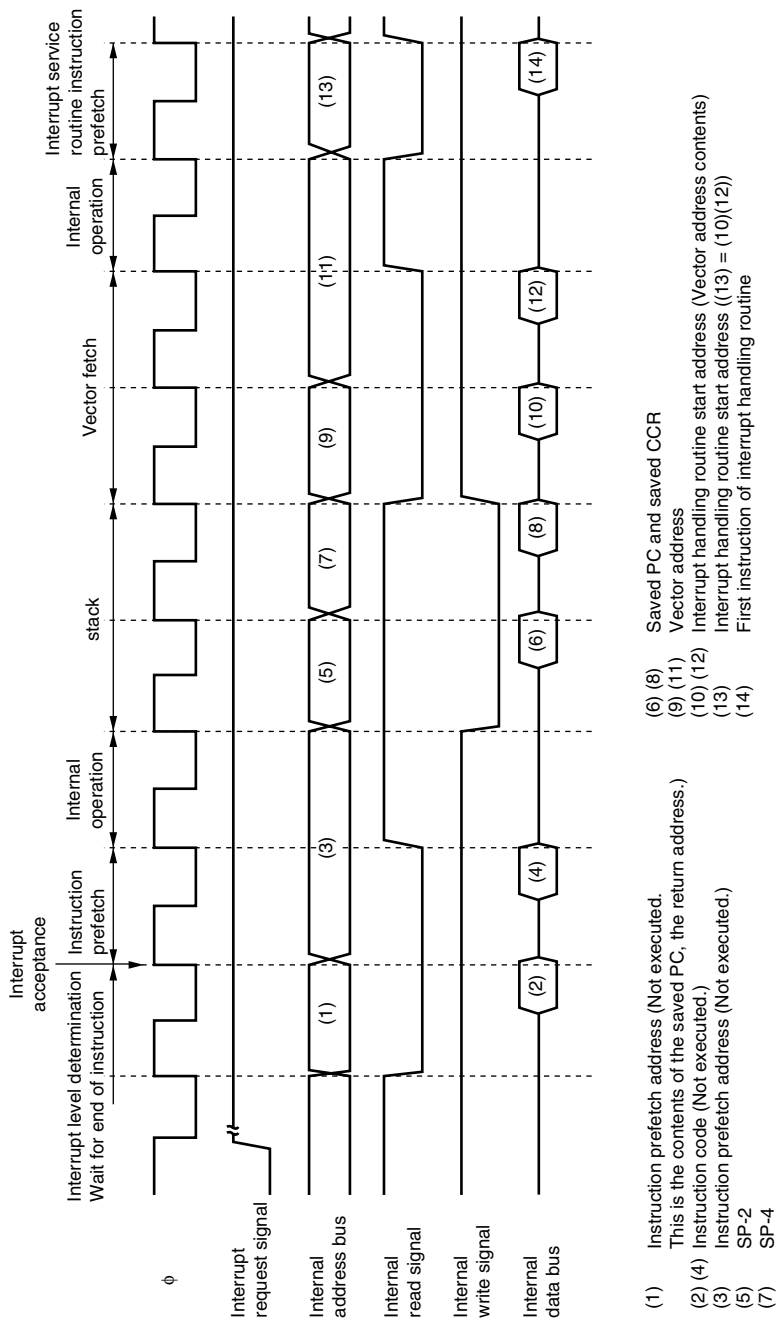 Interrupt
acceptance
Interrupt level determination
Wait for end of instruction
Instruction
prefetch
Internal
operation
stack
Vector fetch
Internal
operation
Interrupt service
routine instruction
prefetch
φ
Interrupt
request signal
Internal
address bus
(1)
(3)
(5)
(7)
(9)
(11)
(13)
Internal
read signal
Internal
write signal
Internal
data bus
(2)
(4)
(6)
(8)
(10)
(12)
(14)
(1) Instruction prefetch address (Not executed.
This is the contents of the saved PC, the return address.)
(2) (4) Instruction code (Not executed.)
(3) Instruction prefetch address (Not executed.)
(5) SP-2
(7) SP-4
(6) (8) Saved PC and saved CCR
(9) (11) Vector address
(10) (12) Interrupt handling routine start address (Vector address contents)
(13) Interrupt handling routine start address ((13) = (10)(12))
(14) First instruction of interrupt handling routine